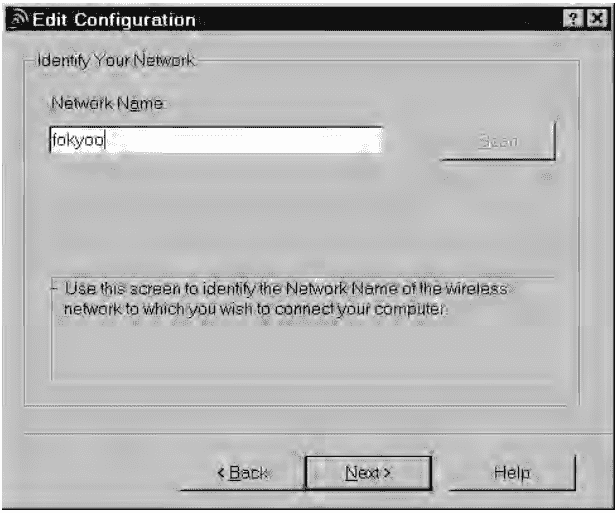 Edit Configuration
Identify Your Network
Network Name
fokyoo
Scan
Use this screen to identify the Network Name of the wireless
network to which you wish to connect your computer.
< Back
Next >
Help